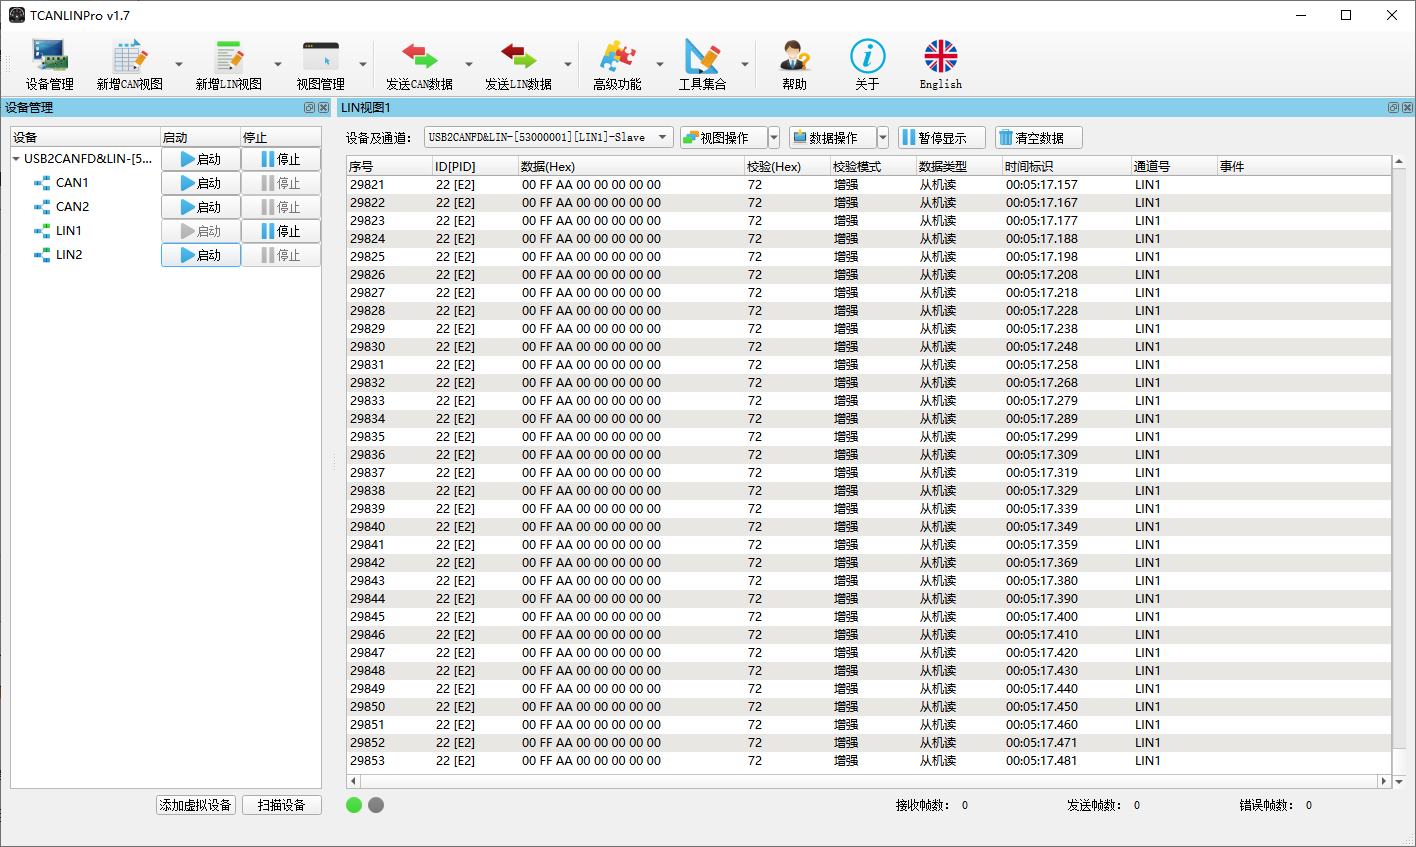 TCANLINPro v1.7
设备管理 新增CAN视图 新增LIN视图 视图管理 发送CAN数据 发送LIN数据 高级功能 工具集合 帮助 关于 English
设备管理 LIN视图1
设备 启动 停止
USB2CANFD&LIN-[5... 启动 停止
CAN1 启动 停止
CAN2 启动 停止
LIN1 启动 停止
LIN2 启动 停止
添加虚拟设备 扫描设备
设备及通道: USB2CANFD&LIN-[53000001][LIN1]-Slave 视图操作 数据操作 暂停显示 清空数据
序号 ID[PID] 数据(Hex) 校验(Hex) 校验模式 数据类型 时间标识 通道号 事件
29821 22 [E2] 00 FF AA 00 00 00 00 00 72 增强 从机读 00:05:17.157 LIN1
29822 22 [E2] 00 FF AA 00 00 00 00 00 72 增强 从机读 00:05:17.167 LIN1
29823 22 [E2] 00 FF AA 00 00 00 00 00 72 增强 从机读 00:05:17.177 LIN1
29824 22 [E2] 00 FF AA 00 00 00 00 00 72 增强 从机读 00:05:17.188 LIN1
29825 22 [E2] 00 FF AA 00 00 00 00 00 72 增强 从机读 00:05:17.198 LIN1
29826 22 [E2] 00 FF AA 00 00 00 00 00 72 增强 从机读 00:05:17.208 LIN1
29827 22 [E2] 00 FF AA 00 00 00 00 00 72 增强 从机读 00:05:17.218 LIN1
29828 22 [E2] 00 FF AA 00 00 00 00 00 72 增强 从机读 00:05:17.228 LIN1
29829 22 [E2] 00 FF AA 00 00 00 00 00 72 增强 从机读 00:05:17.238 LIN1
29830 22 [E2] 00 FF AA 00 00 00 00 00 72 增强 从机读 00:05:17.248 LIN1
29831 22 [E2] 00 FF AA 00 00 00 00 00 72 增强 从机读 00:05:17.258 LIN1
29832 22 [E2] 00 FF AA 00 00 00 00 00 72 增强 从机读 00:05:17.268 LIN1
29833 22 [E2] 00 FF AA 00 00 00 00 00 72 增强 从机读 00:05:17.279 LIN1
29834 22 [E2] 00 FF AA 00 00 00 00 00 72 增强 从机读 00:05:17.289 LIN1
29835 22 [E2] 00 FF AA 00 00 00 00 00 72 增强 从机读 00:05:17.299 LIN1
29836 22 [E2] 00 FF AA 00 00 00 00 00 72 增强 从机读 00:05:17.309 LIN1
29837 22 [E2] 00 FF AA 00 00 00 00 00 72 增强 从机读 00:05:17.319 LIN1
29838 22 [E2] 00 FF AA 00 00 00 00 00 72 增强 从机读 00:05:17.329 LIN1
29839 22 [E2] 00 FF AA 00 00 00 00 00 72 增强 从机读 00:05:17.339 LIN1
29840 22 [E2] 00 FF AA 00 00 00 00 00 72 增强 从机读 00:05:17.349 LIN1
29841 22 [E2] 00 FF AA 00 00 00 00 00 72 增强 从机读 00:05:17.359 LIN1
29842 22 [E2] 00 FF AA 00 00 00 00 00 72 增强 从机读 00:05:17.369 LIN1
29843 22 [E2] 00 FF AA 00 00 00 00 00 72 增强 从机读 00:05:17.380 LIN1
29844 22 [E2] 00 FF AA 00 00 00 00 00 72 增强 从机读 00:05:17.390 LIN1
29845 22 [E2] 00 FF AA 00 00 00 00 00 72 增强 从机读 00:05:17.400 LIN1
29846 22 [E2] 00 FF AA 00 00 00 00 00 72 增强 从机读 00:05:17.410 LIN1
29847 22 [E2] 00 FF AA 00 00 00 00 00 72 增强 从机读 00:05:17.420 LIN1
29848 22 [E2] 00 FF AA 00 00 00 00 00 72 增强 从机读 00:05:17.430 LIN1
29849 22 [E2] 00 FF AA 00 00 00 00 00 72 增强 从机读 00:05:17.440 LIN1
29850 22 [E2] 00 FF AA 00 00 00 00 00 72 增强 从机读 00:05:17.450 LIN1
29851 22 [E2] 00 FF AA 00 00 00 00 00 72 增强 从机读 00:05:17.460 LIN1
29852 22 [E2] 00 FF AA 00 00 00 00 00 72 增强 从机读 00:05:17.471 LIN1
29853 22 [E2] 00 FF AA 00 00 00 00 00 72 增强 从机读 00:05:17.481 LIN1
接收帧数: 0 发送帧数: 0 错误帧数: 0